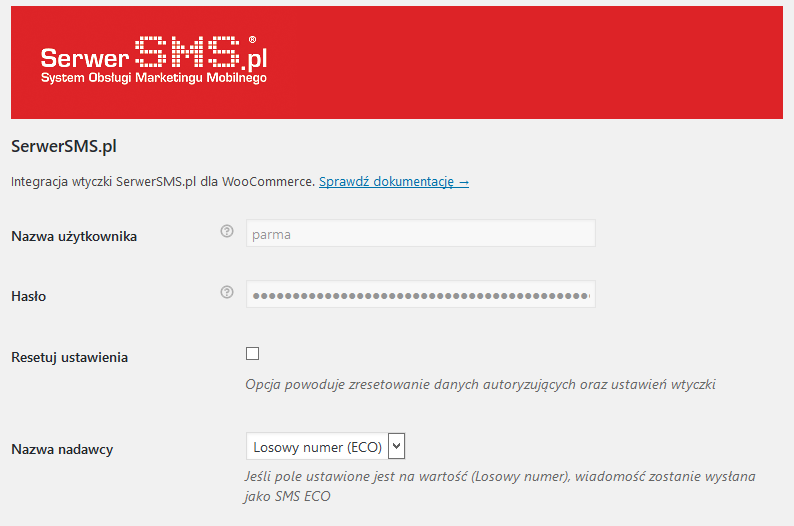 Serwer SMS®.pl
System Obsługi Marketingu Mobilnego
SerwerSMS.pl
Integracja wtyczki SerwerSMS.pl dla WooCommerce. Sprawdź dokumentację →
Nazwa użytkownika ? parma
Hasło ? ●●●●●●●●●●●●●●●●●●●●●●●●●●●●●●●●●●●●●●●●●●●
Resetuj ustawienia
Opcja powoduje zresetowanie danych autoryzujących oraz ustawień wtyczki
Nazwa nadawcy Losowy numer (ECO)
Jeśli pole ustawione jest na wartość (Losowy numer), wiadomość zostanie wysłana
jako SMS ECO